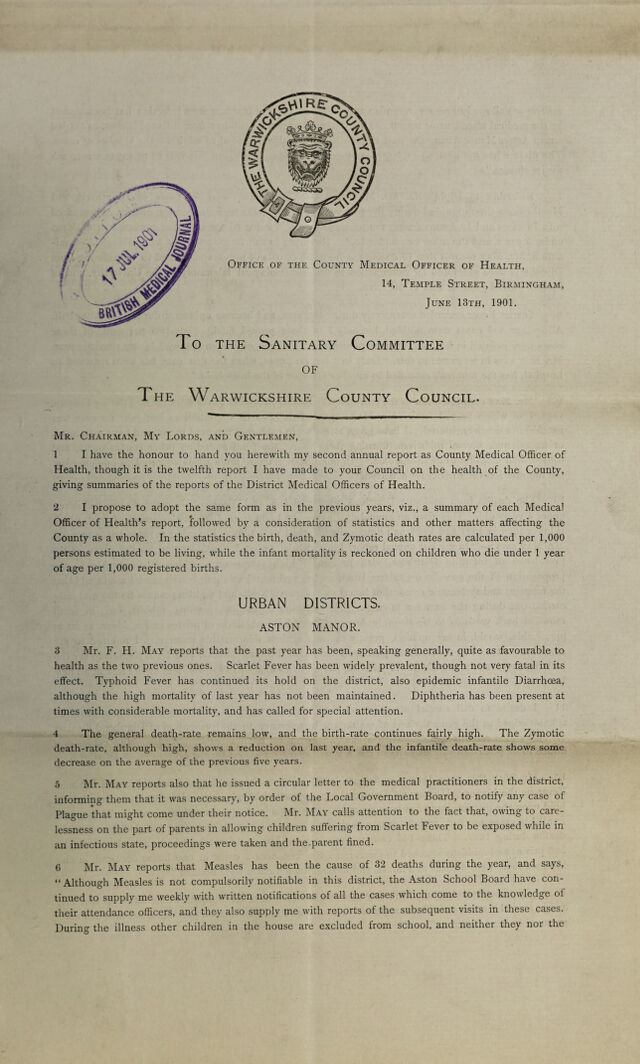 THE WARWICKSHIRE COUNTY COUNCIL
17 JUL. 1901
BRITISH MEDICAL JOURNAL
OFFICE OF THE COUNTY MEDICAL OFFICER OF HEALTH,
14, TEMPLE STREET, BIRMINGHAM,
JUNE 13TH, 1901.
TO THE SANITARY COMMITTEE
OF
THE WARWICKSHIRE COUNTY COUNCIL.
MR. CHAIRMAN, MY LORDS, AND GENTLEMEN,
1 I have the honour to hand you herewith my second annual report as County Medical Officer of
Health, though it is the twelfth report I have made to your Council on the health of the County,
giving summaries of the reports of the District Medical Officers of Health.
2 I propose to adopt the same form as in the previous years, viz., a summary of each Medical
Officer of Health's report, followed by a consideration of statistics and other matters affecting the
County as a whole. In the statistics the birth, death, and Zymotic death rates are calculated per 1,000
persons estimated to be living, while the infant mortality is reckoned on children who die under 1 year
of age per 1,000 registered births.
URBAN DISTRICTS.
ASTON MANOR.
3 Mr. F. H. MAY reports that the past year has been, speaking generally, quite as favourable to
health as the two previous ones. Scarlet Fever has been widely prevalent, though not very fatal in its
effect. Typhoid Fever has continued its hold on the district, also epidemic infantile Diarrhœa,
although the high mortality of last year has not been maintained. Diphtheria has been present at
times with considerable mortality, and has called for special attention.
4 The general death-rate remains low, and the birth-rate continues fairly high. The Zymotic
death-rate, although high, shows a reduction on last year, and the infantile death-rate shows some
decrease on the average of the previous five years.
5 Mr. MAY reports also that he issued a circular letter to the medical practitioners in the district,
informing them that it was necessary, by order of the Local Government Board, to notify any case of
Plague that might come under their notice. Mr. MAY calls attention to the fact that, owing to care-
lessness on the part of parents in allowing children suffering from Scarlet Fever to be exposed while in
an infectious state, proceedings were taken and the parent fined.
6 Mr. MAY reports that Measles has been the cause of 32 deaths during the year, and says,
"Although Measles is not compulsorily notifiable in this district, the Aston School Board have con-
tinued to supply me weekly with written notifications of all the cases which come to the knowledge of
their attendance officers, and they also supply me with reports of the subsequent visits in these cases.
During the illness other children in the house are excluded from school, and neither they nor the